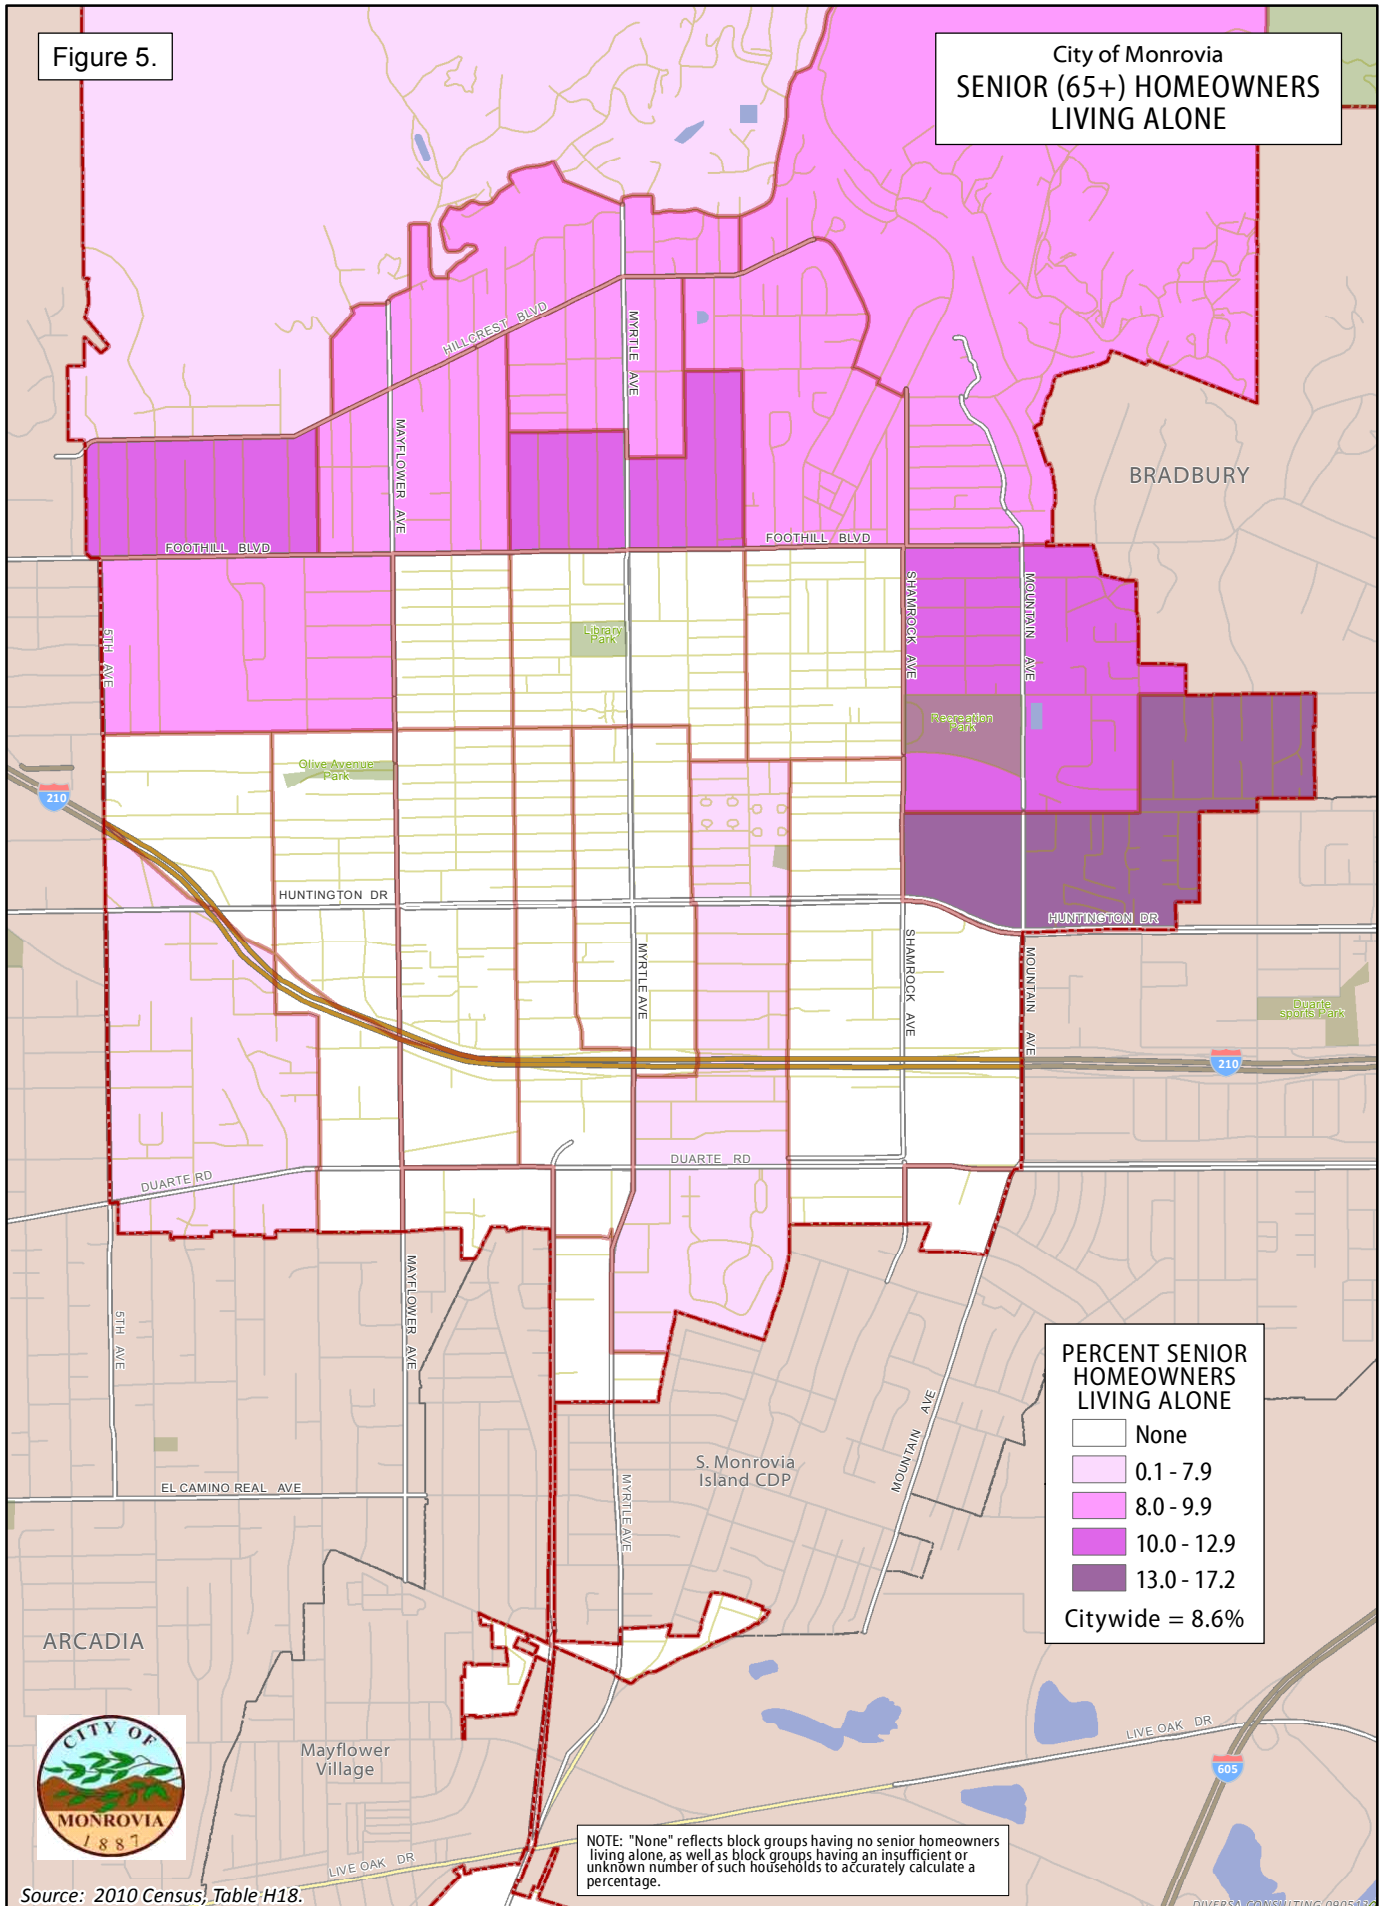 Figure 5.
City of Monrovia
SENIOR (65+) HOMEOWNERS
LIVING ALONE
HILLCREST BLVD
MYRTLE AVE
MAYFLOWER AVE
BRADBURY
FOOTHILL BLVD
FOOTHILL BLVD
5TH AVE
Library
Park
SHAMROCK AVE
MOUNTAIN AVE
Recreation
Park
Olive Avenue
Park
210
HUNTINGTON DR
HUNTINGTON DR
MYRTLE AVE
SHAMROCK AVE
MOUNTAIN AVE
Duarte
sports Park
210
DUARTE RD
DUARTE RD
5TH AVE
MAYFLOWER AVE
PERCENT SENIOR
HOMEOWNERS
LIVING ALONE
None
0.1 - 7.9
8.0 - 9.9
10.0 - 12.9
13.0 - 17.2
Citywide = 8.6%
MOUNTAIN AVE
S. Monrovia
Island CDP
EL CAMINO REAL AVE
MYRTLE AVE
ARCADIA
CITY OF
MONROVIA
1887
Mayflower
Village
LIVE OAK DR
605
LIVE OAK DR
NOTE: "None" reflects block groups having no senior homeowners
living alone, as well as block groups having an insufficient or
unknown number of such households to accurately calculate a
percentage.
Source: 2010 Census, Table H18.
DIVERSA CONSULTING